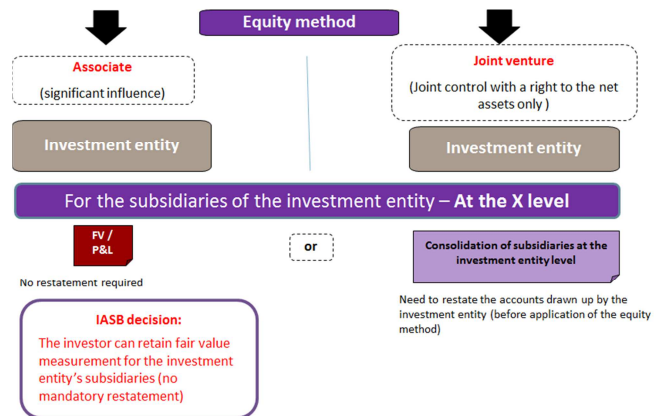 Equity method
Associate
(significant influence)
Joint venture
(Joint control with a right to the net
assets only )
Investment entity
Investment entity
For the subsidiaries of the investment entity – At the X level
FV /
P&L
or
Consolidation of subsidiaries at the
investment entity level
No restatement required
Need to restate the accounts drawn up by the
investment entity (before application of the equity
method)
IASB decision:
The investor can retain fair value
measurement for the investment
entity's subsidiaries (no
mandatory restatement)